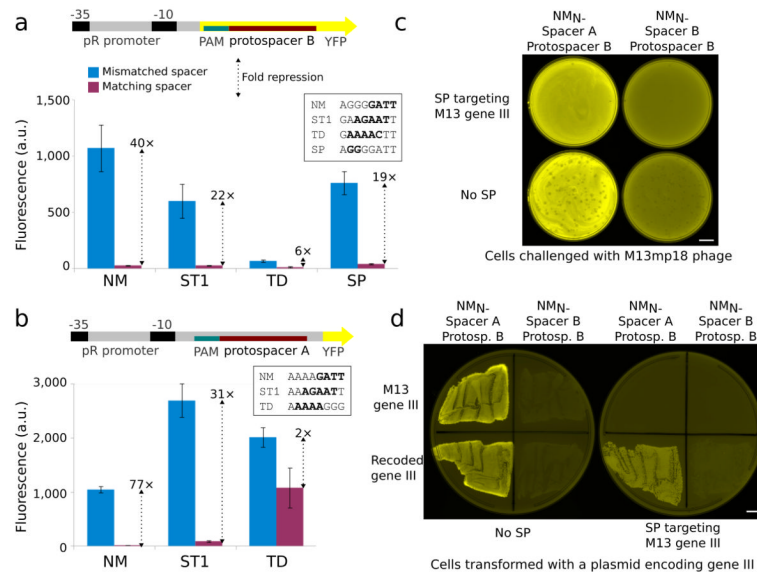 a
-35
-10
pR promoter
PAM
protospacer B
YFP
Mismatched spacer
Matching spacer
Fold repression
NM AGGGGATT
ST1 GAAGAATT
TD GAAAACTT
SP AGGGGATT
Fluorescence (a.u.)
1,500
1,000
500
0
40×
22×
6×
19×
NM
ST1
TD
SP
b
-35
-10
pR promoter
PAM
protospacer A
YFP
NM AAAAGATT
ST1 AAAGAATT
TD AAAAAGGG
Fluorescence (a.u.)
3,000
2,000
1,000
0
77×
31×
2×
NM
ST1
TD
c
NMN-
Spacer A
Protospacer B
NMN-
Spacer B
Protospacer B
SP targeting
M13 gene III
No SP
Cells challenged with M13mp18 phage
d
NMN-
Spacer A
Protosp. B
NMN-
Spacer B
Protosp. B
NMN-
Spacer A
Protosp. B
NMN-
Spacer B
Protosp. B
M13
gene III
Recoded
gene III
No SP
SP targeting
M13 gene III
Cells transformed with a plasmid encoding gene III